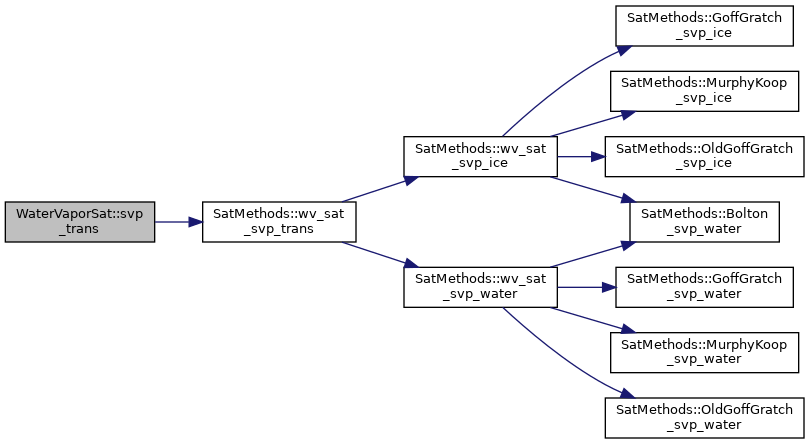 WaterVaporSat::svp
_trans
SatMethods::wv_sat
_svp_trans
SatMethods::wv_sat
_svp_ice
SatMethods::wv_sat
_svp_water
SatMethods::GoffGratch
_svp_ice
SatMethods::MurphyKoop
_svp_ice
SatMethods::OldGoffGratch
_svp_ice
SatMethods::Bolton
_svp_water
SatMethods::GoffGratch
_svp_water
SatMethods::MurphyKoop
_svp_water
SatMethods::OldGoffGratch
_svp_water